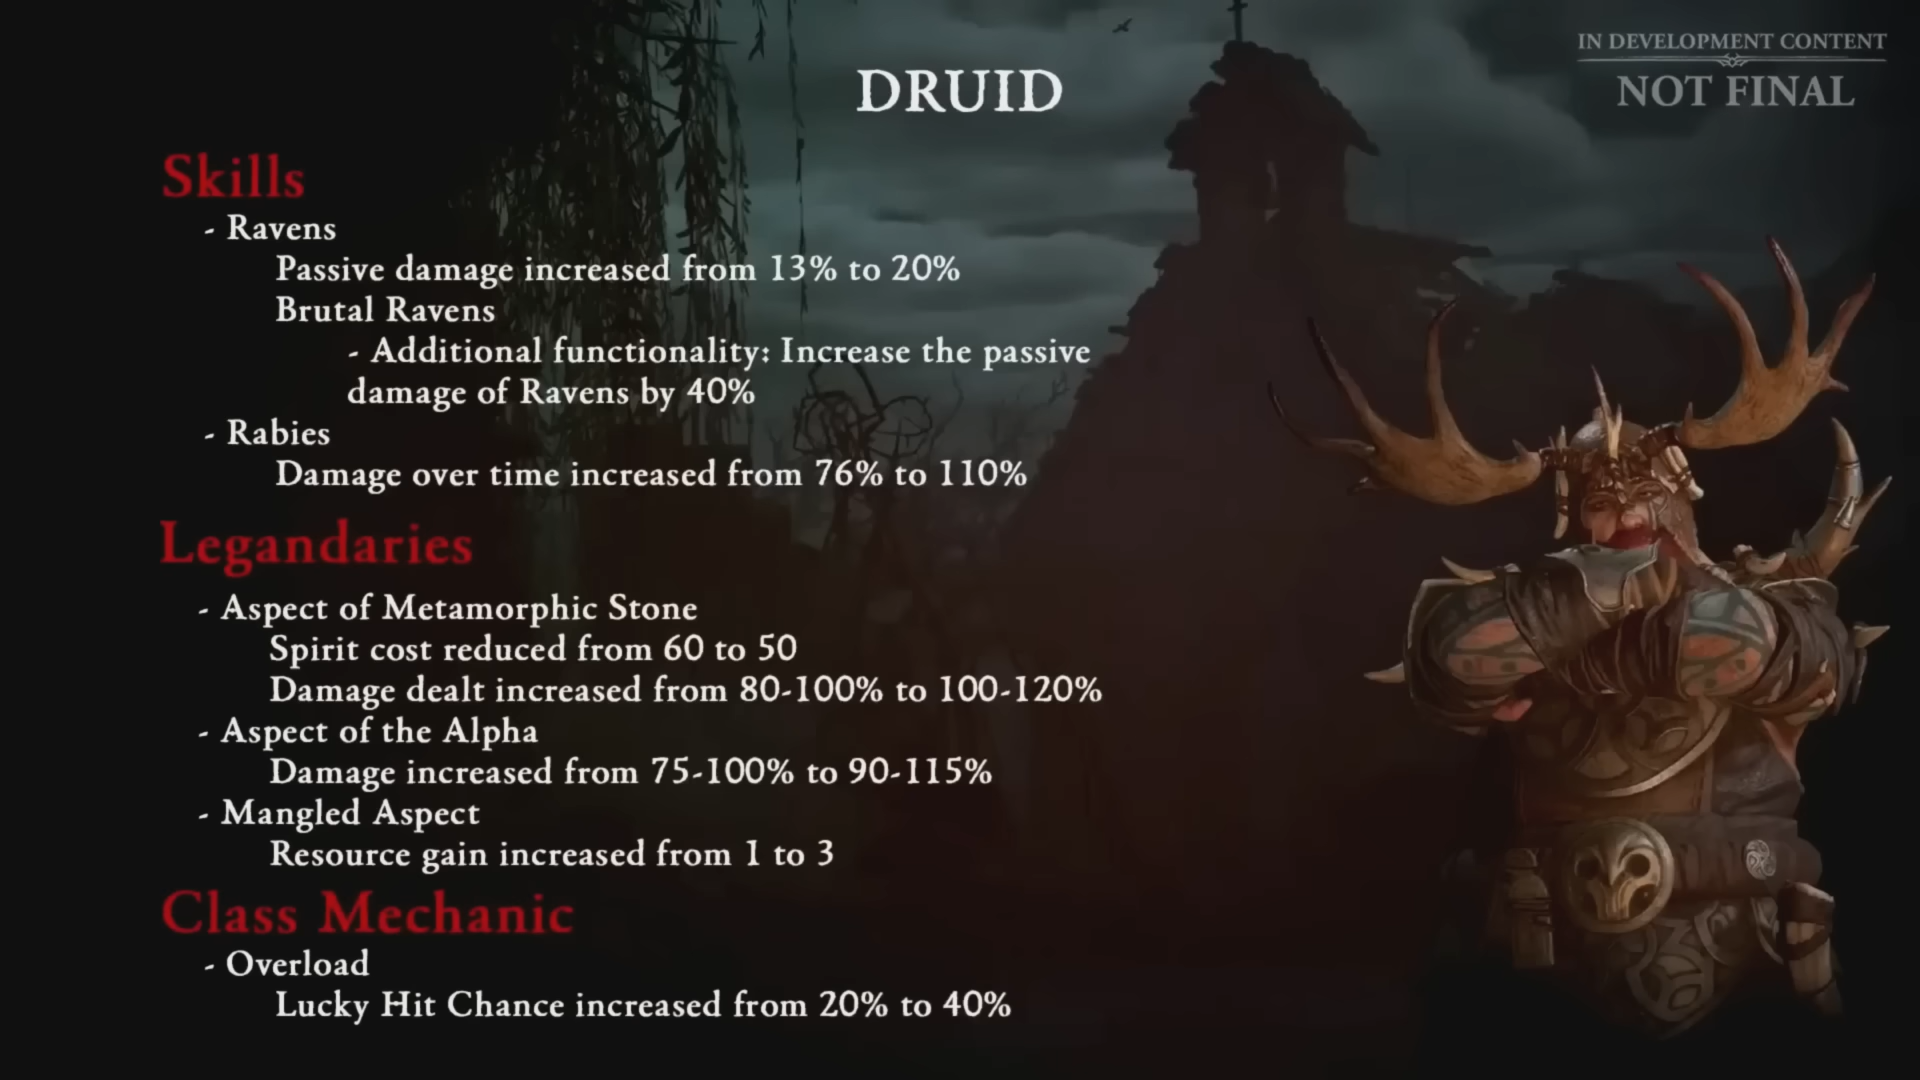 DRUID
IN DEVELOPMENT CONTENT
NOT FINAL
Skills
- Ravens
Passive damage increased from 13% to 20%
Brutal Ravens
- Additional functionality: Increase the passive
damage of Ravens by 40%
- Rabies
Damage over time increased from 76% to 110%
Legandaries
- Aspect of Metamorphic Stone
Spirit cost reduced from 60 to 50
Damage dealt increased from 80-100% to 100-120%
- Aspect of the Alpha
Damage increased from 75-100% to 90-115%
- Mangled Aspect
Resource gain increased from 1 to 3
Class Mechanic
- Overload
Lucky Hit Chance increased from 20% to 40%